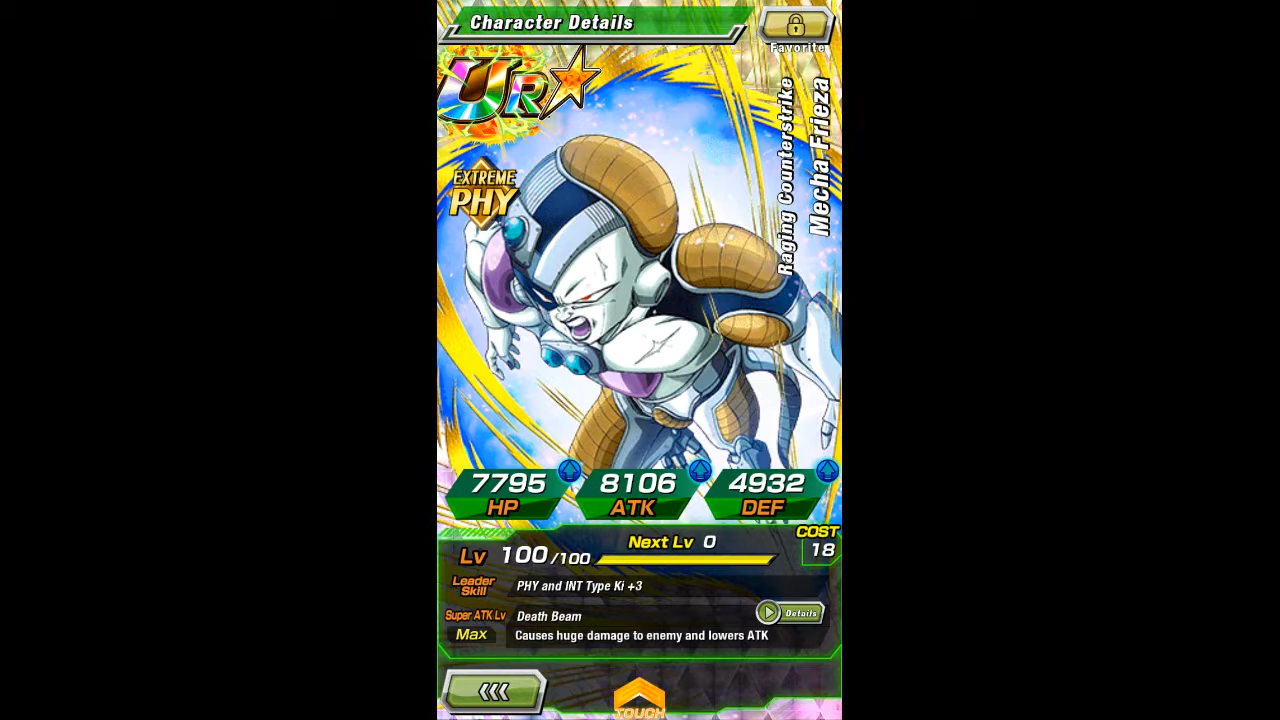 Character Details
Favorite
UR
EXTREME
PHY
Raging Counterstrike
Mecha Frieza
7795
HP
8106
ATK
4932
DEF
COST
18
Next Lv 0
Lv 100/100
Leader
Skill
PHY and INT Type Ki +3
Super ATK Lv
Max
Death Beam
Details
Causes huge damage to enemy and lowers ATK
TOUCH